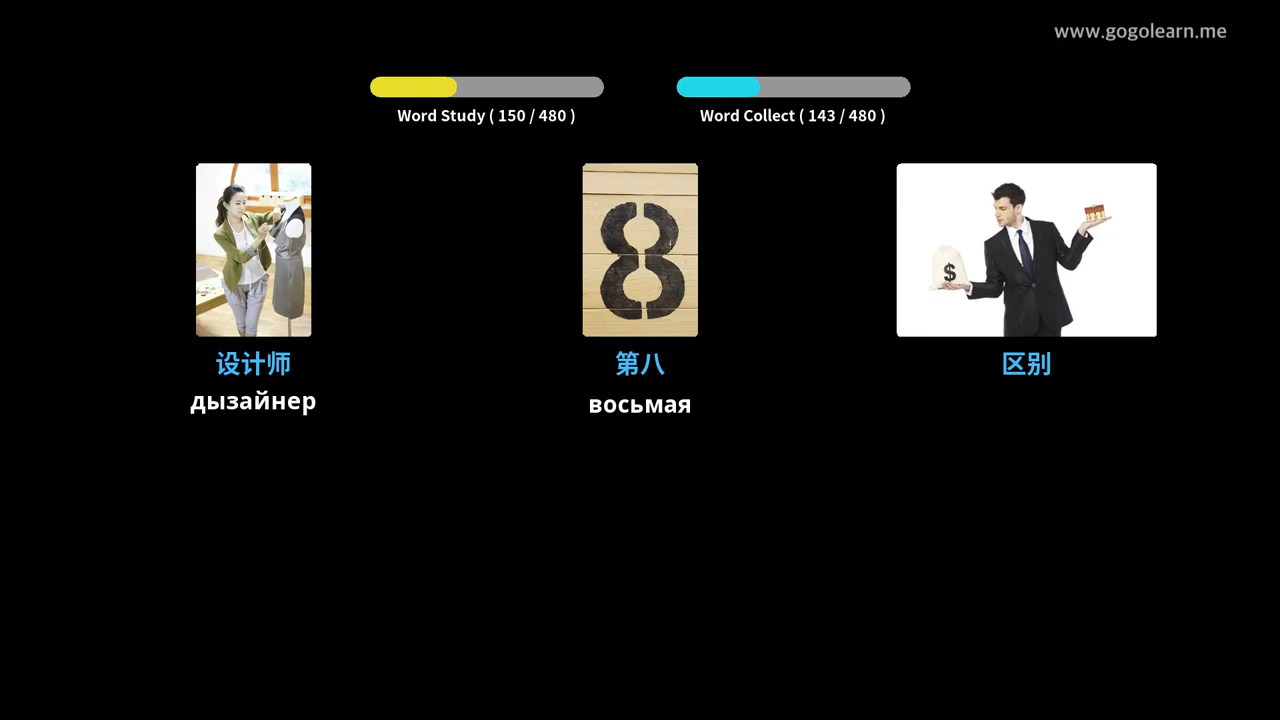 www.gogolearn.me
Word Study ( 150 / 480 )
Word Collect ( 143 / 480 )
8
$
设计师
第八
区别
дызайнер
восьмая